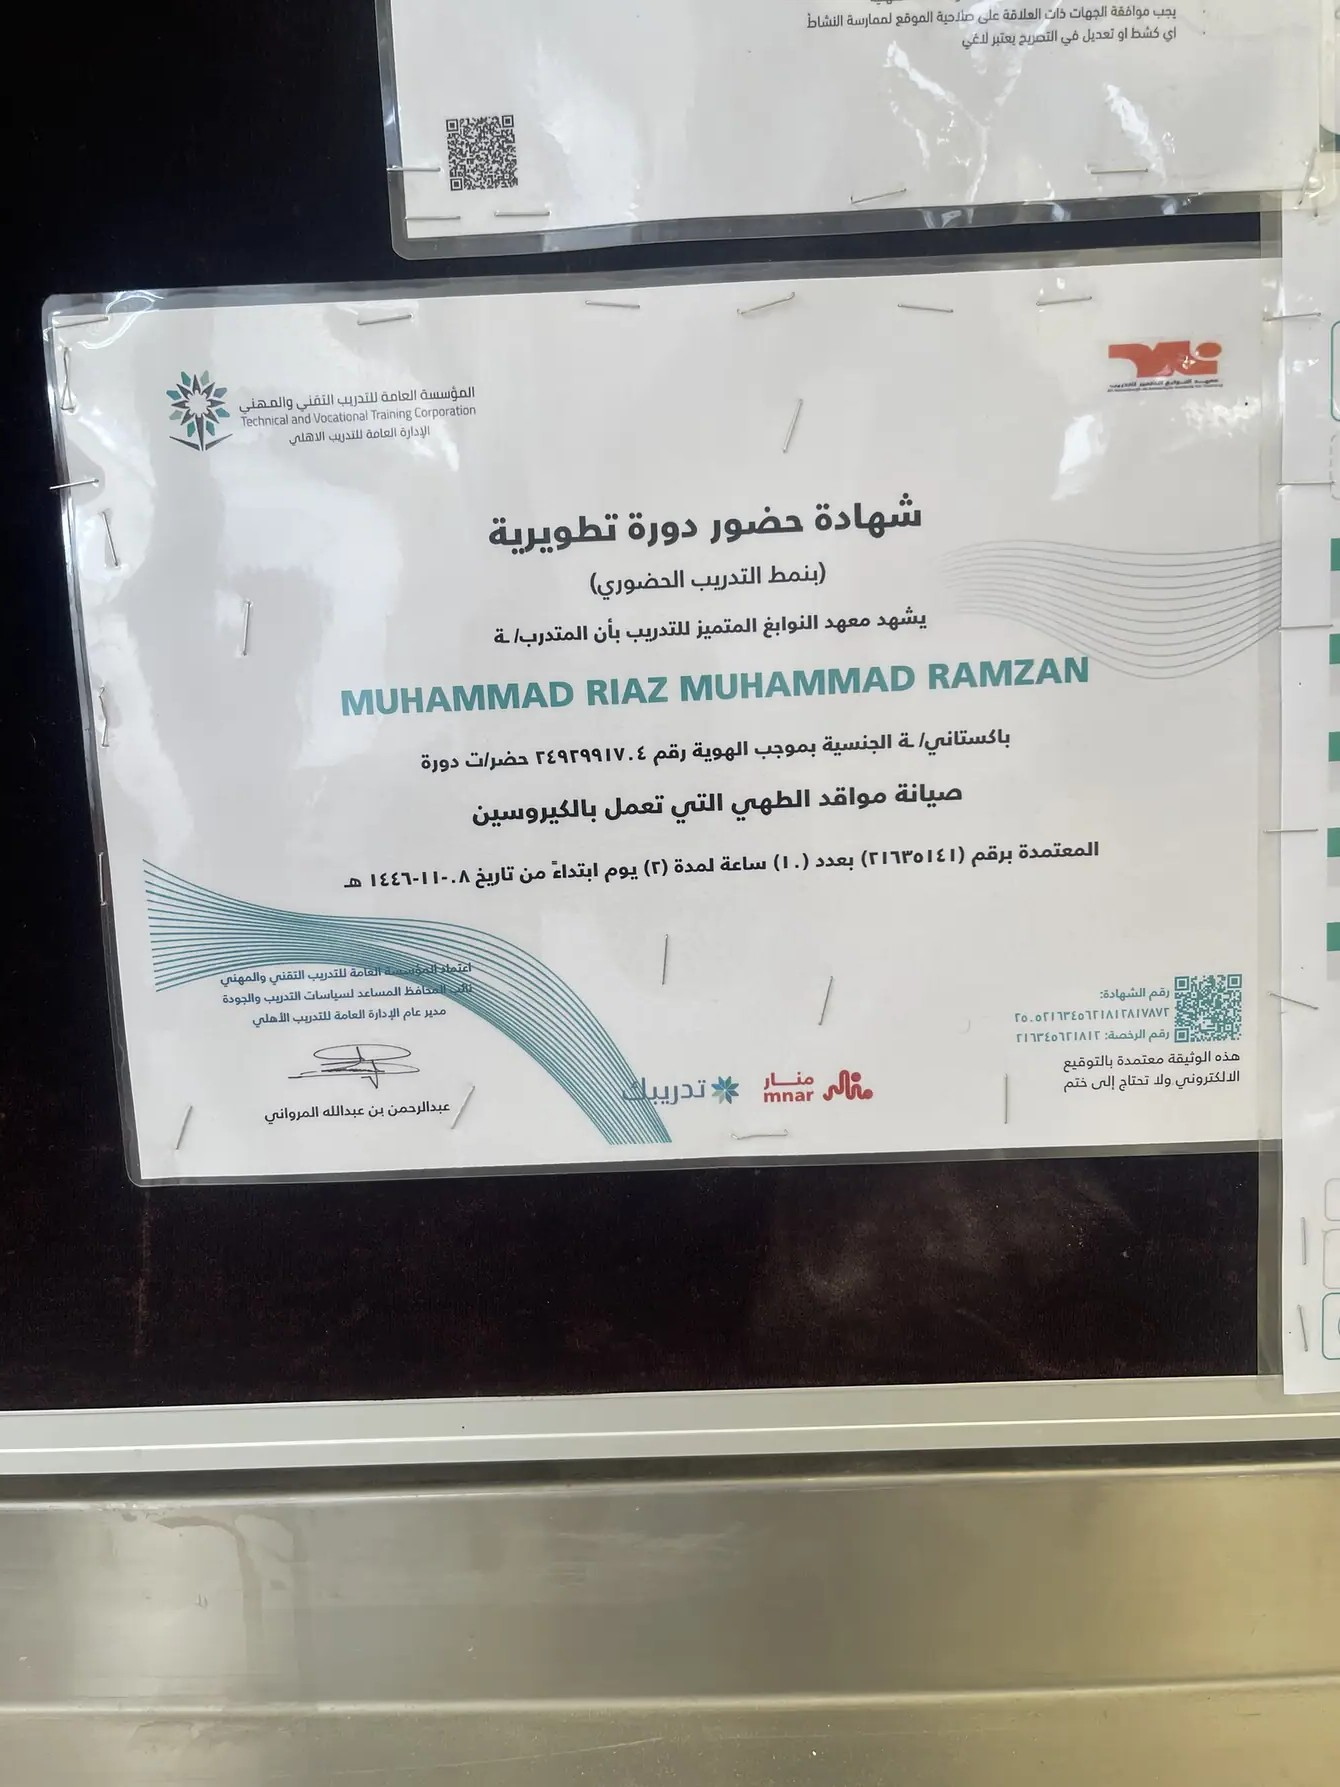 يجب موافقة الجهات ذات العلاقة على صلاحية الموقع لممارسة النشاط
اي كشط او تعديل في التصريح يعتبر لاغي
المؤسسة العامة للتدريب التقني والمهني
Technical and Vocational Training Corporation
الإدارة العامة للتدريب الاهلي
شهادة حضور دورة تطويرية
(بنمط التدريب الحضوري)
يشهد معهد النوابغ المتميز للتدريب بأن المتدرب/ ـة
MUHAMMAD RIAZ MUHAMMAD RAMZAN
باكستاني/ ـة الجنسية بموجب الهوية رقم ٢٤٩٢٩٩١٧٠٤ حضر/ت دورة
صيانة مواقد الطهي التي تعمل بالكيروسين
المعتمدة برقم (٢١٦٣٥١٤١) بعدد (١٠) ساعة لمدة (٢) يوم ابتداءً من تاريخ ٠٨-١١-١٤٤٦ هـ
اعتماد المؤسسة العامة للتدريب التقني والمهني
نائب المحافظ المساعد لسياسات التدريب والجودة
مدير عام الإدارة العامة للتدريب الأهلي
عبدالرحمن بن عبدالله المرواني
تدريبك
منار
mnar
رقم الشهادة:
٢٥٠٥٢١٦٣٤٥٦٢١٨١٢٨١٧٨٧٢
رقم الرخصة: ٢١٦٣٤٥٦٢١٨١٢
هذه الوثيقة معتمدة بالتوقيع
الالكتروني ولا تحتاج إلى ختم